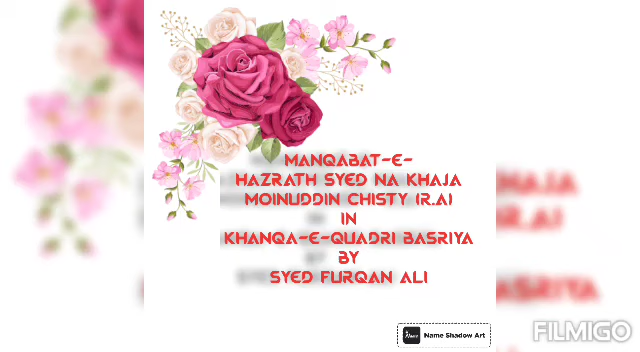 MANQABAT-E-
HAZRATH SYED NA KHAJA
MOINUDDIN CHISTY (R.A)
IN
KHANQA-E-QUADRI BASRIYA
BY
SYED FURQAN ALI
Name
Name Shadow Art
FILMIGO